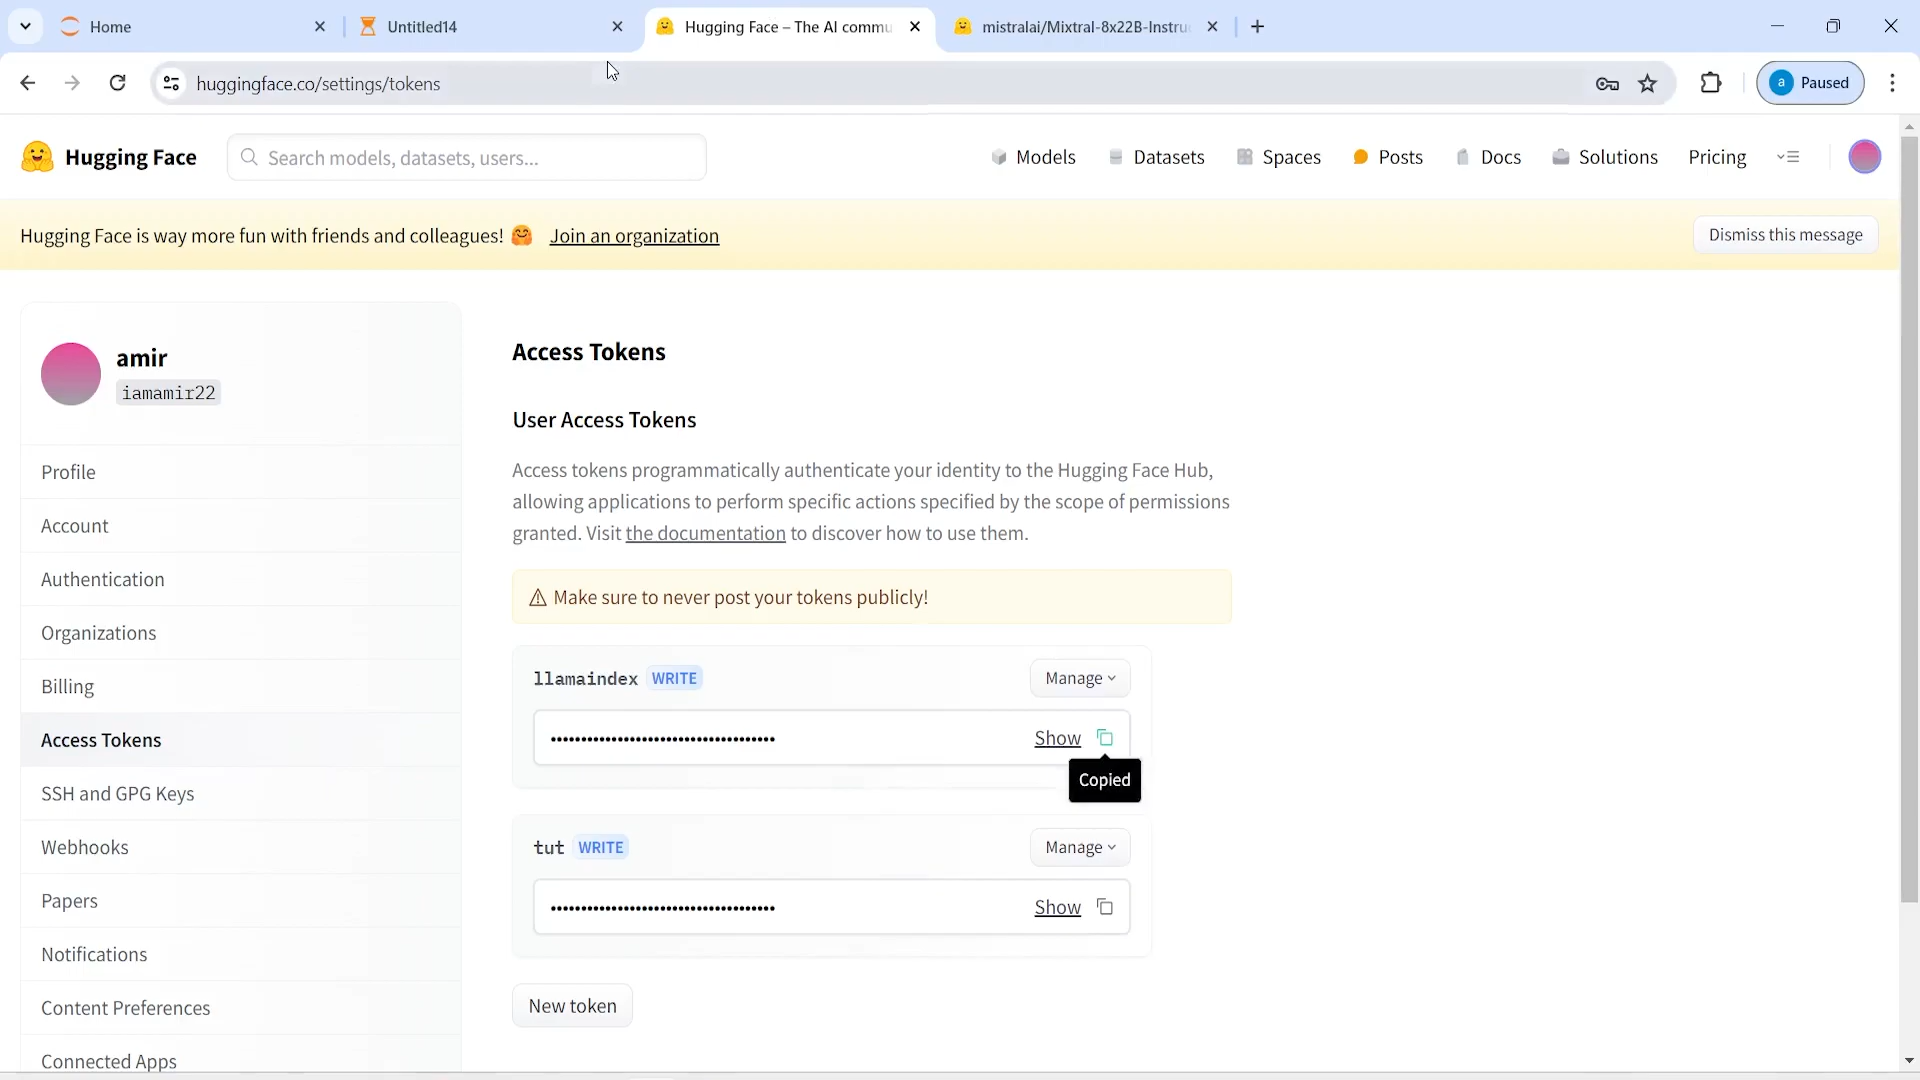 Home
Untitled14
Hugging Face – The AI commu
mistralai/Mixtral-8x22B-Instru
huggingface.co/settings/tokens
a
Paused
Hugging Face
Search models, datasets, users...
Models
Datasets
Spaces
Posts
Docs
Solutions
Pricing
Hugging Face is way more fun with friends and colleagues! 🤗 Join an organization
Dismiss this message
amir
iamamir22
Profile
Account
Authentication
Organizations
Billing
Access Tokens
SSH and GPG Keys
Webhooks
Papers
Notifications
Content Preferences
Connected Apps
Access Tokens
User Access Tokens
Access tokens programmatically authenticate your identity to the Hugging Face Hub,
allowing applications to perform specific actions specified by the scope of permissions
granted. Visit the documentation to discover how to use them.
⚠ Make sure to never post your tokens publicly!
llamaindex WRITE
Manage
•••••••••••••••••••••••••••••••••••••
Show
Copied
tut WRITE
Manage
•••••••••••••••••••••••••••••••••••••
Show
New token